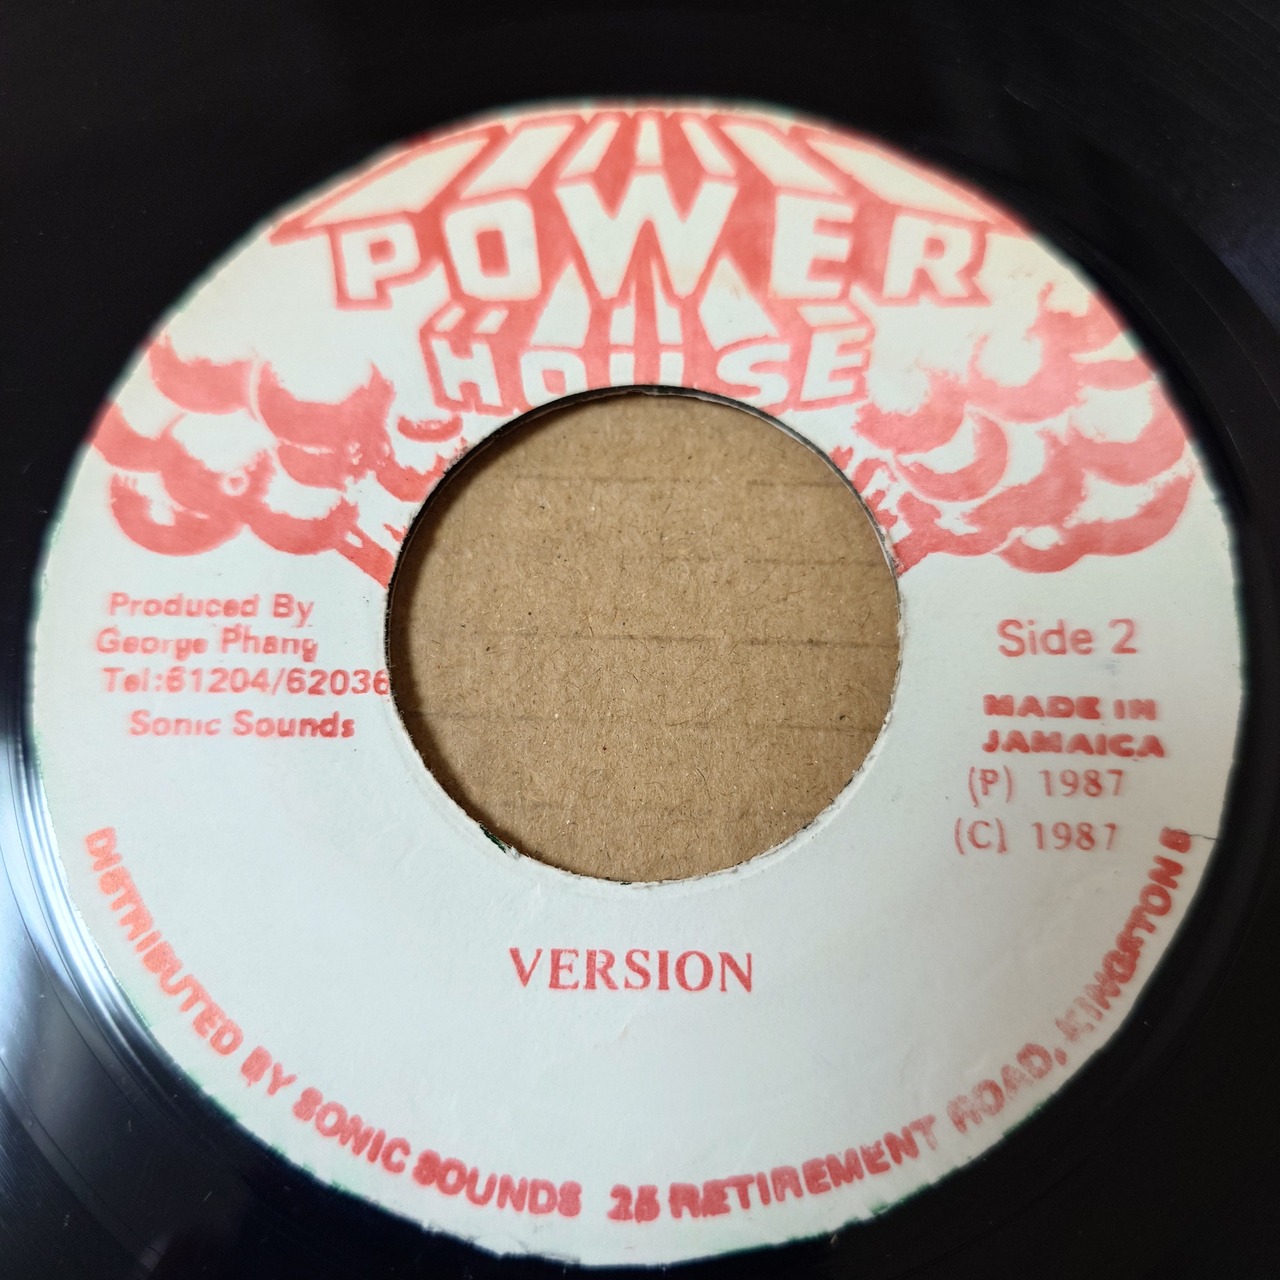 POWER
HOUSE
Produced By
George Phang
Tel:61204/62036
Sonic Sounds
Side 2
MADE IN
JAMAICA
(P) 1987
(C) 1987
VERSION
DISTRIBUTED BY SONIC SOUNDS 25 RETIREMENT ROAD, KINGSTON 5